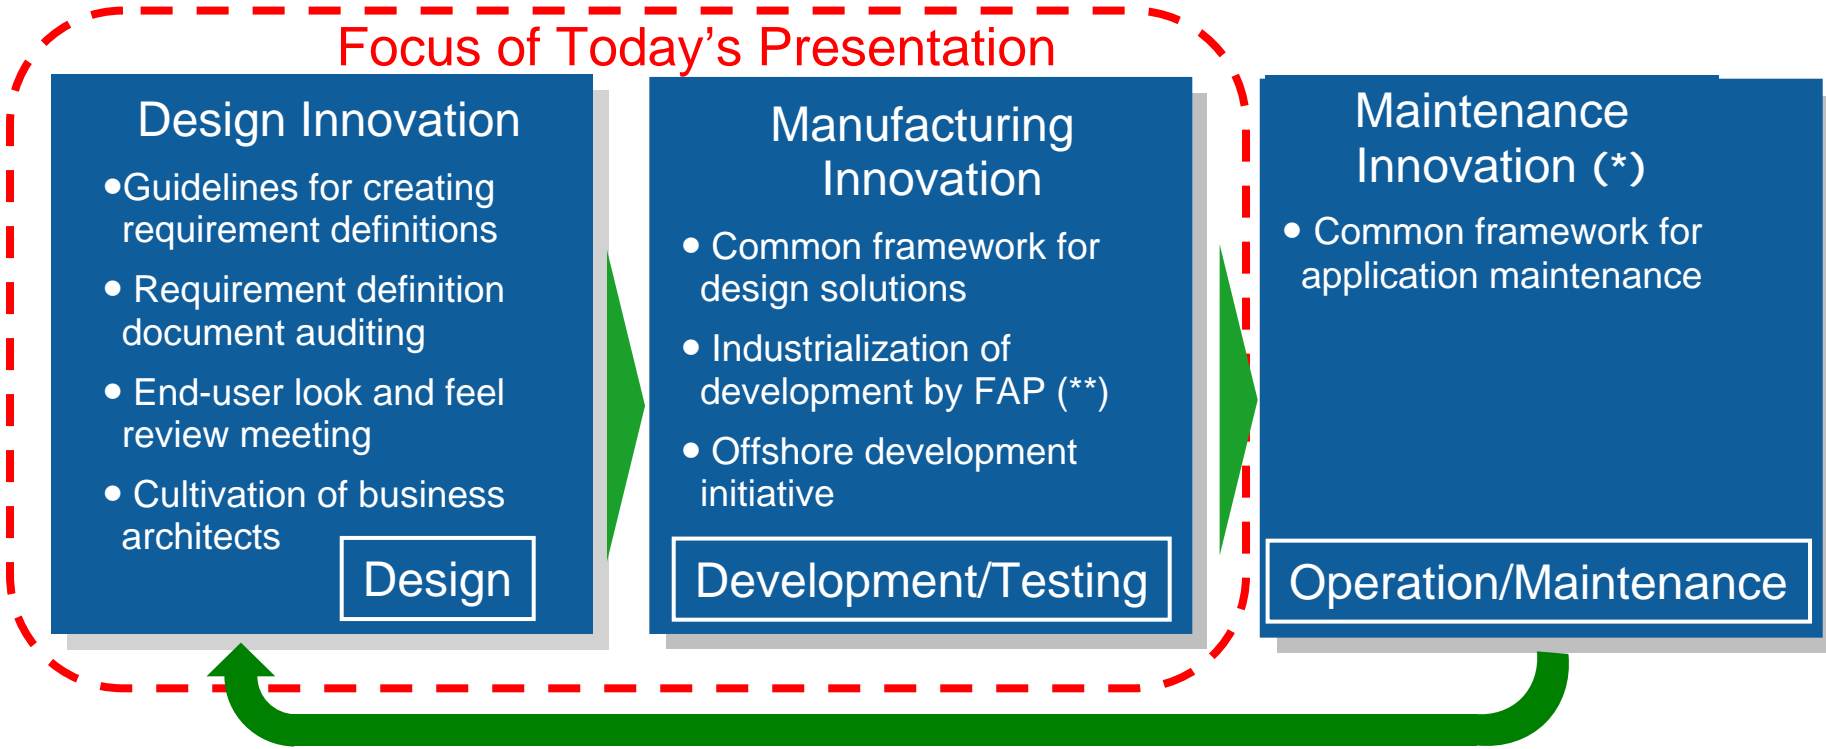 Focus of Today’s Presentation
Design Innovation
•Guidelines for creating
requirement definitions
• Requirement definition
document auditing
• End-user look and feel
review meeting
• Cultivation of business
architects
Design
Manufacturing
Innovation
• Common framework for
design solutions
• Industrialization of
development by FAP (**)
• Offshore development
initiative
Development/Testing
Maintenance
Innovation (*)
• Common framework for
application maintenance
Operation/Maintenance